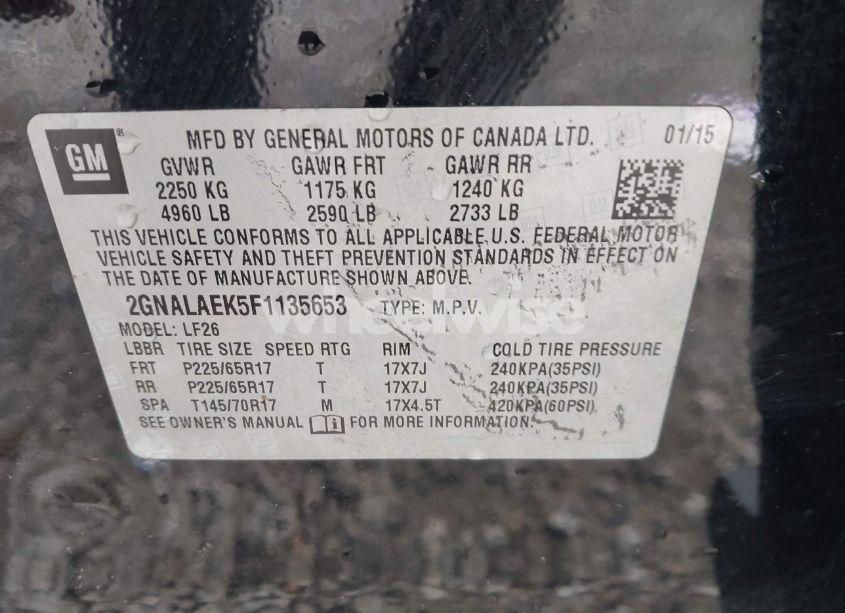 GM ® MFD BY GENERAL MOTORS OF CANADA LTD. 01/15
GVWR GAWR FRT GAWR RR
2250 KG 1175 KG 1240 KG
4960 LB 2590 LB 2733 LB
THIS VEHICLE CONFORMS TO ALL APPLICABLE U.S. FEDERAL MOTOR
VEHICLE SAFETY AND THEFT PREVENTION STANDARDS IN EFFECT ON
THE DATE OF MANUFACTURE SHOWN ABOVE.
2GNALAEK5F1135653 TYPE: M.P.V.
wheelwise
MODEL: LF26
LBBR TIRE SIZE SPEED RTG RIM COLD TIRE PRESSURE
FRT P225/65R17 T 17X7J 240KPA(35PSI)
RR P225/65R17 T 17X7J 240KPA(35PSI)
SPA T145/70R17 M 17X4.5T 420KPA(60PSI)
SEE OWNER'S MANUAL FOR MORE INFORMATION.